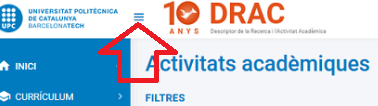 UPC
UNIVERSITAT POLITÈCNICA
DE CATALUNYA
BARCELONATECH
10
ANYS
DRAC
Descriptor de la Recerca i l'Activitat Acadèmica
INICI
CURRÍCULUM
Activitats acadèmiques
FILTRES